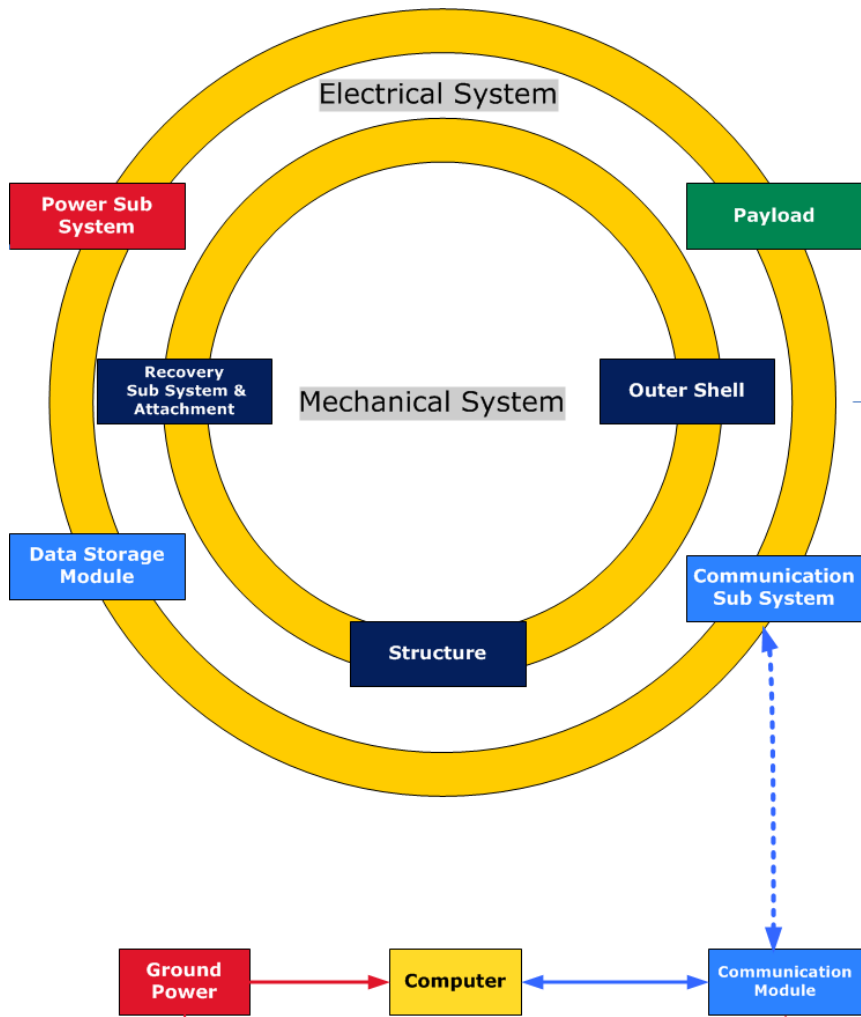 Electrical System
Power Sub
System
Payload
Recovery
Sub System &
Attachment
Mechanical System
Outer Shell
Data Storage
Module
Communication
Sub System
Structure
Ground
Power
Computer
Communication
Module